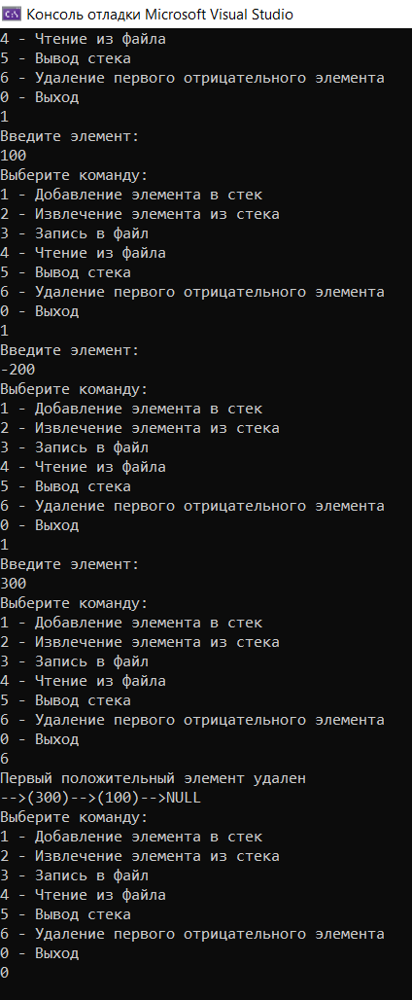 Консоль отладки Microsoft Visual Studio
4 - Чтение из файла
5 - Вывод стека
6 - Удаление первого отрицательного элемента
0 - Выход
1
Введите элемент:
100
Выберите команду:
1 - Добавление элемента в стек
2 - Извлечение элемента из стека
3 - Запись в файл
4 - Чтение из файла
5 - Вывод стека
6 - Удаление первого отрицательного элемента
0 - Выход
1
Введите элемент:
-200
Выберите команду:
1 - Добавление элемента в стек
2 - Извлечение элемента из стека
3 - Запись в файл
4 - Чтение из файла
5 - Вывод стека
6 - Удаление первого отрицательного элемента
0 - Выход
1
Введите элемент:
300
Выберите команду:
1 - Добавление элемента в стек
2 - Извлечение элемента из стека
3 - Запись в файл
4 - Чтение из файла
5 - Вывод стека
6 - Удаление первого отрицательного элемента
0 - Выход
6
Первый положительный элемент удален
-->(300)-->(100)-->NULL
Выберите команду:
1 - Добавление элемента в стек
2 - Извлечение элемента из стека
3 - Запись в файл
4 - Чтение из файла
5 - Вывод стека
6 - Удаление первого отрицательного элемента
0 - Выход
0